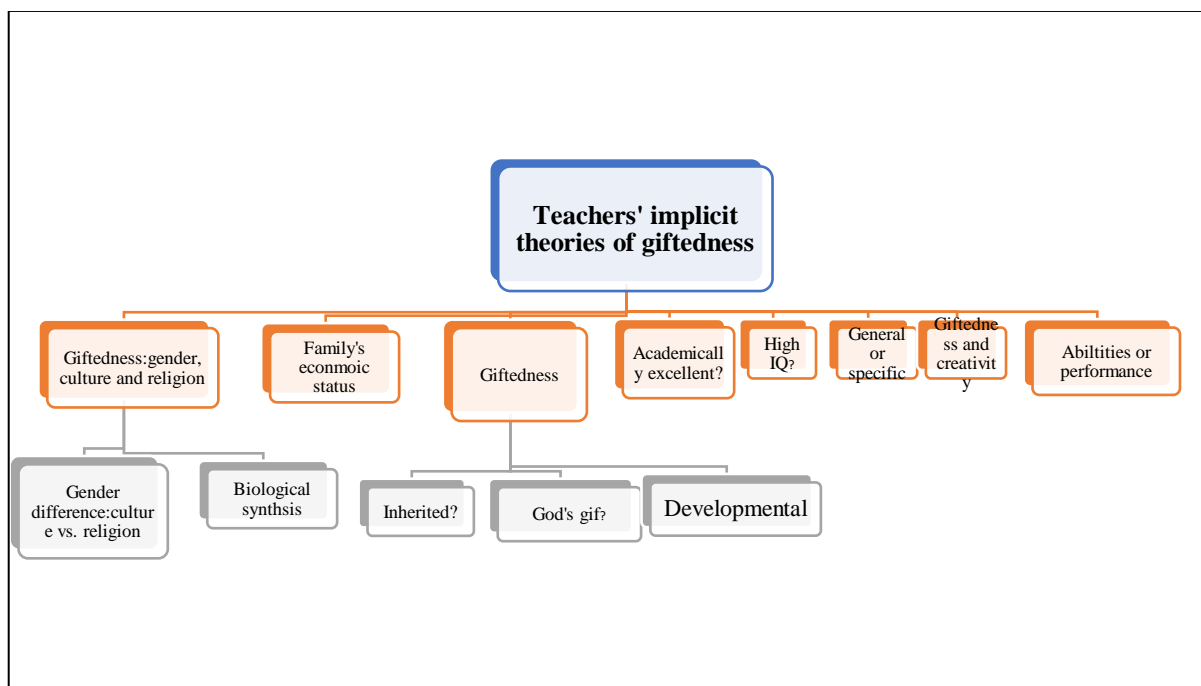 Teachers' implicit
theories of giftedness
Giftedness:gender,
culture and religion
Family's
econmoic
status
Giftedness
Academicall
y excellent?
High
IQ?
General
or
specific
Giftedne
ss and
creativit
y
Abiltities or
performance
Gender
difference:cultur
e vs. religion
Biological
synthsis
Inherited?
God's gif?
Developmental